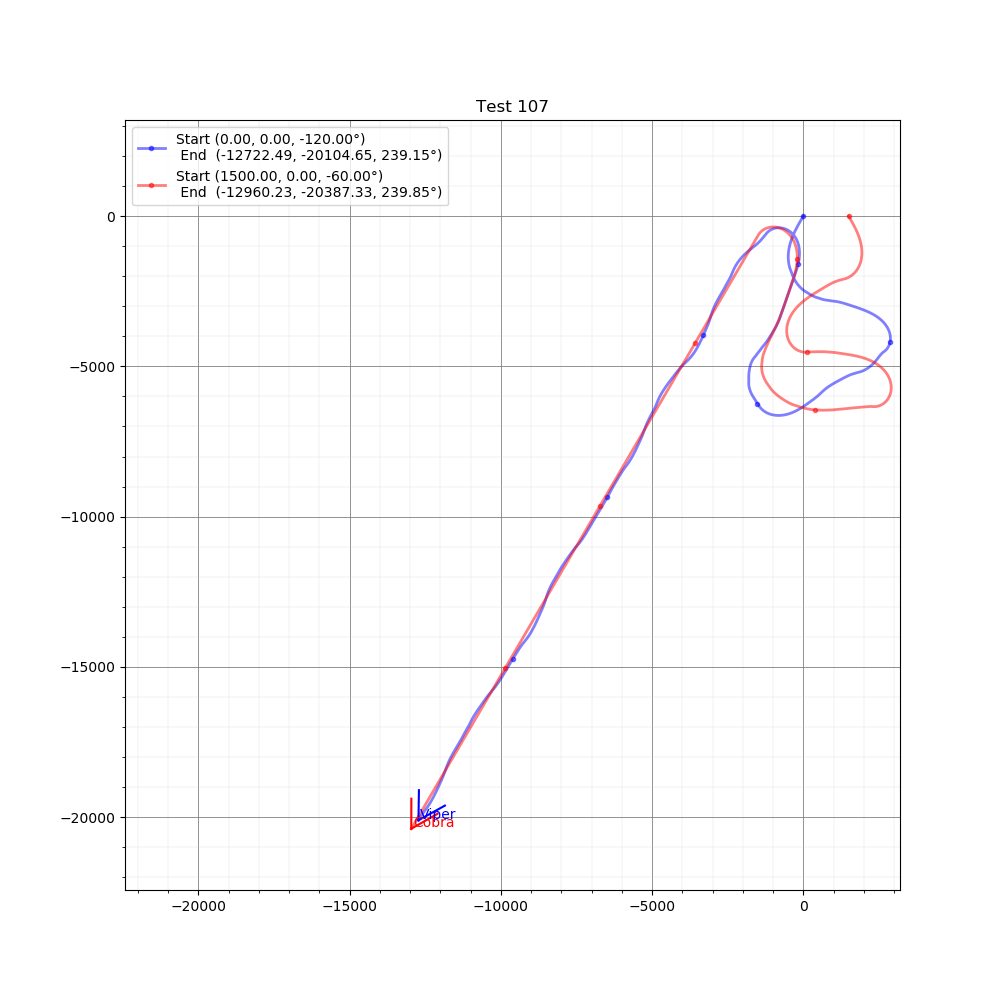 Test 107
Start (0.00, 0.00, -120.00°)
End (-12722.49, -20104.65, 239.15°)
Start (1500.00, 0.00, -60.00°)
End (-12960.23, -20387.33, 239.85°)
0
−5000
−10000
−15000
−20000
Viper
Cobra
−20000 −15000 −10000 −5000 0